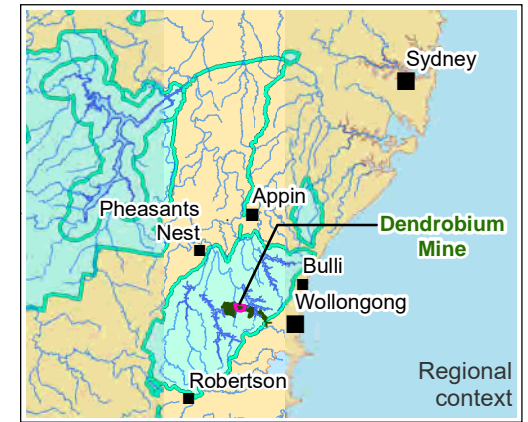 Sydney
Appin
Pheasants
Nest
Dendrobium
Mine
Bulli
Wollongong
Robertson
Regional
context